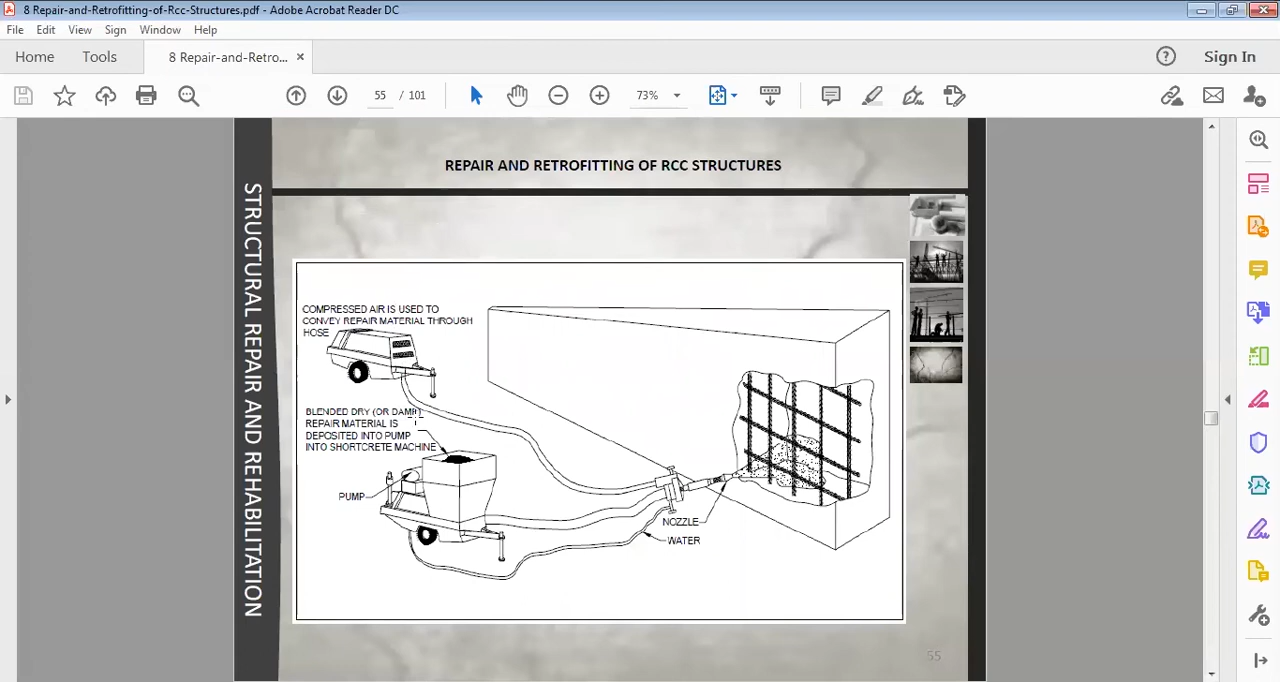 8 Repair-and-Retrofitting-of-Rcc-Structures.pdf - Adobe Acrobat Reader DC
File Edit View Sign Window Help
Home Tools 8 Repair-and-Retro... ×
Sign In
55 / 101 73%
REPAIR AND RETROFITTING OF RCC STRUCTURES
STRUCTURAL REPAIR AND REHABILITATION
COMPRESSED AIR IS USED TO
CONVEY REPAIR MATERIAL THROUGH
HOSE
BLENDED DRY (OR DAMP)
REPAIR MATERIAL IS
DEPOSITED INTO PUMP
INTO SHORTCRETE MACHINE
PUMP
NOZZLE
WATER
55